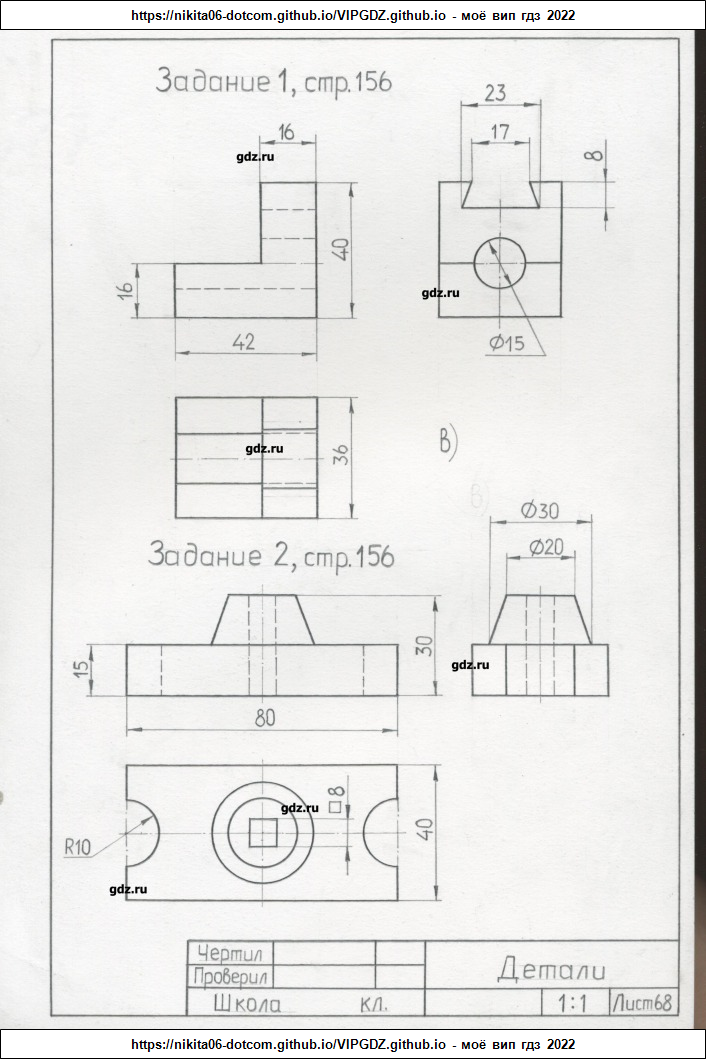 https://nikita06-dotcom.github.io/VIPGDZ.github.io - моё вип гдз 2022
Задание 1, стр.156
23
16
17
gdz.ru
8
40
16
gdz.ru
42
Ø15
36
gdz.ru
в)
в)
Ø30
Задание 2, стр.156
Ø20
30
15
gdz.ru
80
□8
gdz.ru
40
R10
gdz.ru
Чертил
Проверил
Детали
Школа кл.
1:1
Лист68
https://nikita06-dotcom.github.io/VIPGDZ.github.io - моё вип гдз 2022